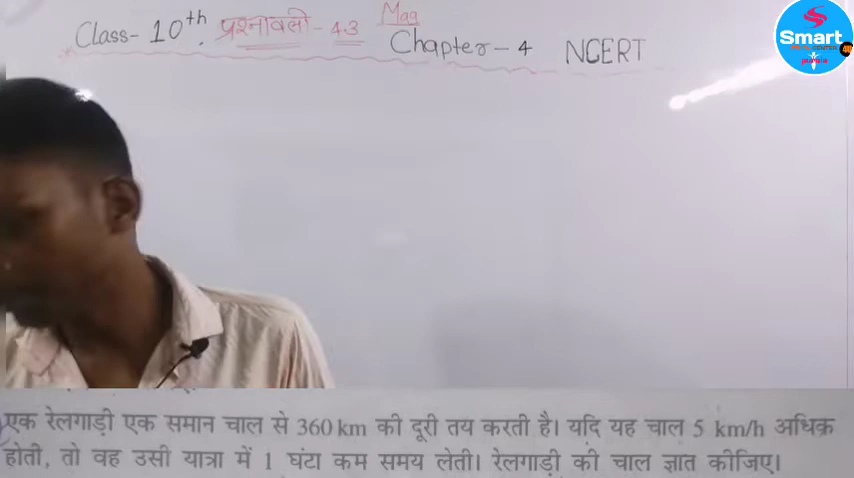 Class- 10th प्रश्नावली - 4.3 Mag Chapter - 4 NCERT
Smart
एक रेलगाड़ी एक समान चाल से 360 km की दूरी तय करती है। यदि यह चाल 5 km/h अधिक
होती, तो वह उसी यात्रा में 1 घंटा कम समय लेती। रेलगाड़ी की चाल ज्ञात कीजिए।